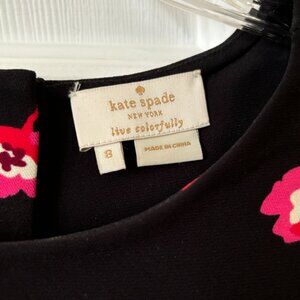 kate spade
NEW YORK
live colorfully
8
MADE IN CHINA